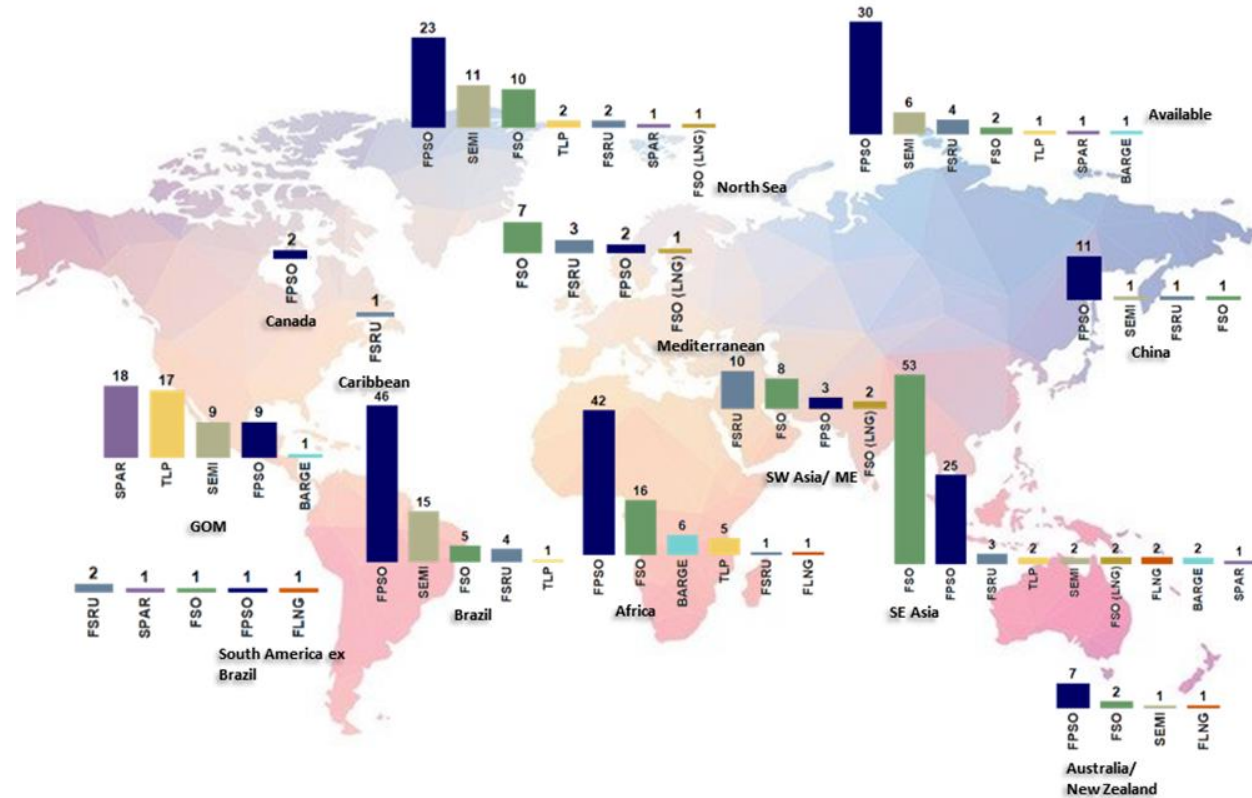 23
11
10
2
2
1
1
FPSO
SEMI
FSO
TLP
FSRU
SPAR
FSO (LNG)
North Sea
30
6
4
2
1
1
1
FPSO
SEMI
FSRU
FSO
TLP
SPAR
BARGE
Available
2
FPSO
Canada
1
FSRU
Caribbean
7
3
2
1
FSO
FSRU
FPSO
FSO (LNG)
Mediterranean
11
1
1
1
FPSO
SEMI
FSRU
FSO
China
18
17
9
9
1
SPAR
TLP
SEMI
FPSO
BARGE
GOM
46
15
5
4
1
FPSO
SEMI
FSO
FSRU
TLP
Brazil
42
16
6
5
1
1
FPSO
FSO
BARGE
TLP
FSRU
FLNG
Africa
10
8
3
2
FSRU
FSO
FPSO
FSO (LNG)
SW Asia/ ME
53
25
3
2
2
2
2
2
1
FSO
FPSO
FSRU
TLP
SEMI
FSO (LNG)
FLNG
BARGE
SPAR
SE Asia
2
1
1
1
1
FSRU
SPAR
FSO
FPSO
FLNG
South America ex
Brazil
7
2
1
1
FPSO
FSO
SEMI
FLNG
Australia/
New Zealand